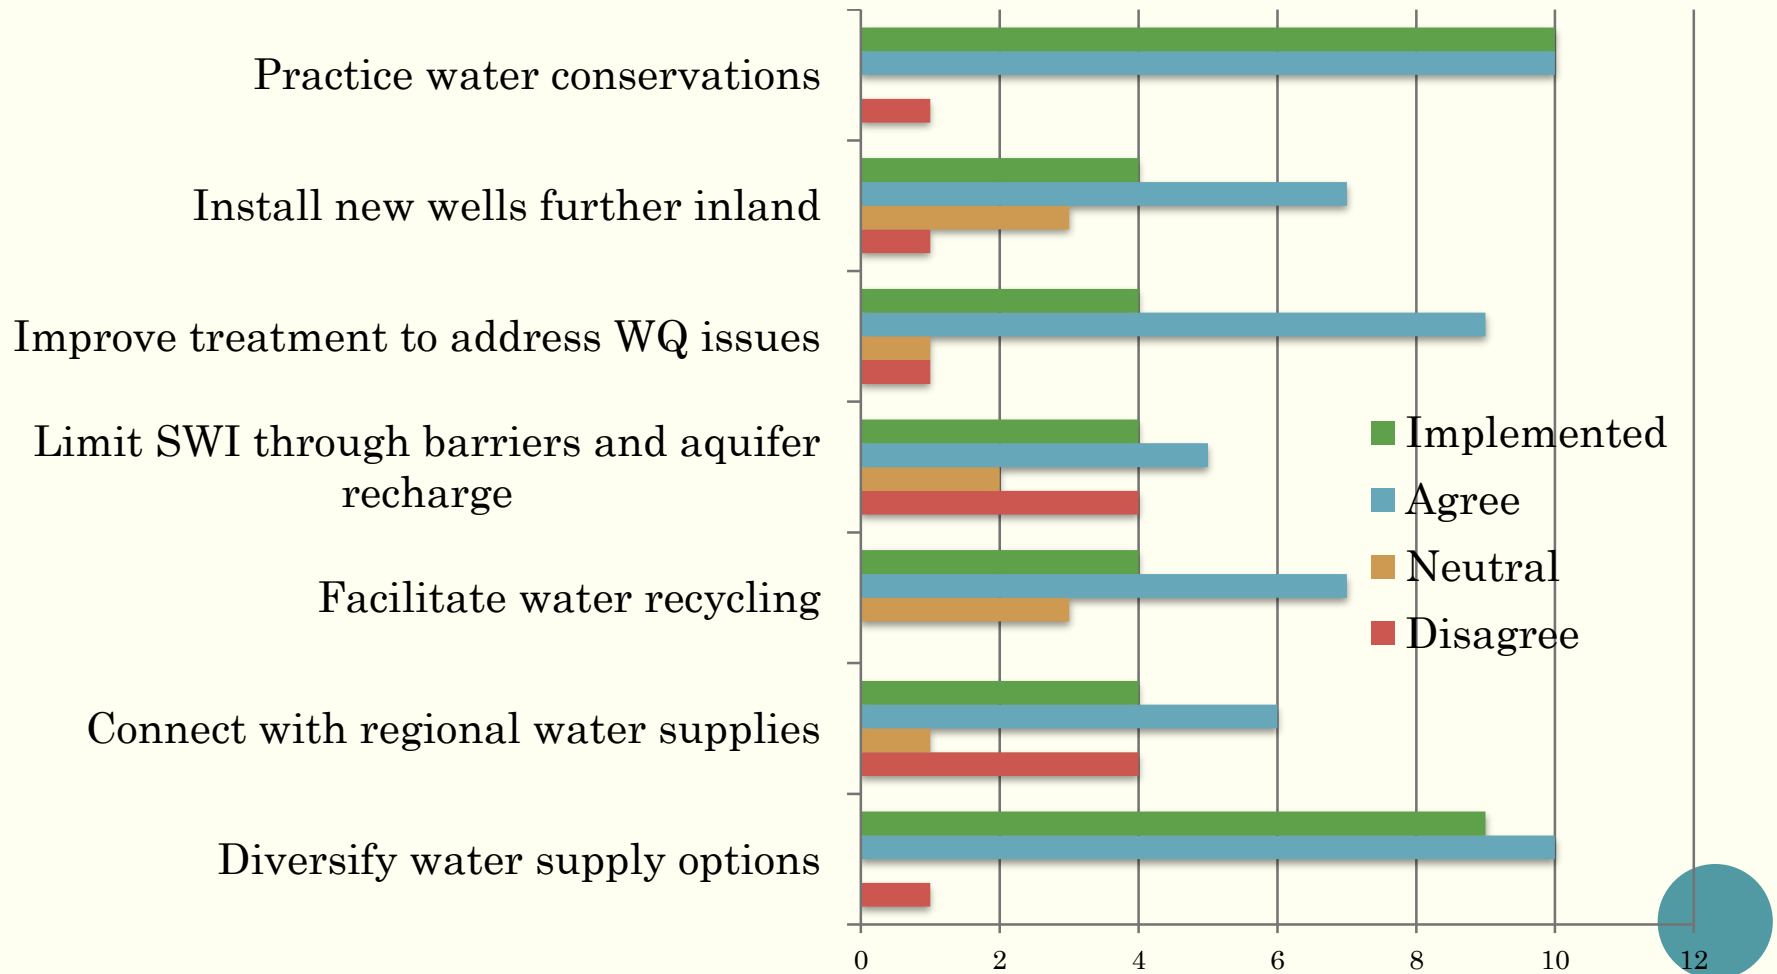 Practice water conservations
Install new wells further inland
Improve treatment to address WQ issues
Limit SWI through barriers and aquifer
recharge
Facilitate water recycling
Connect with regional water supplies
Diversify water supply options
Implemented
Agree
Neutral
Disagree
0 2 4 6 8 10 12